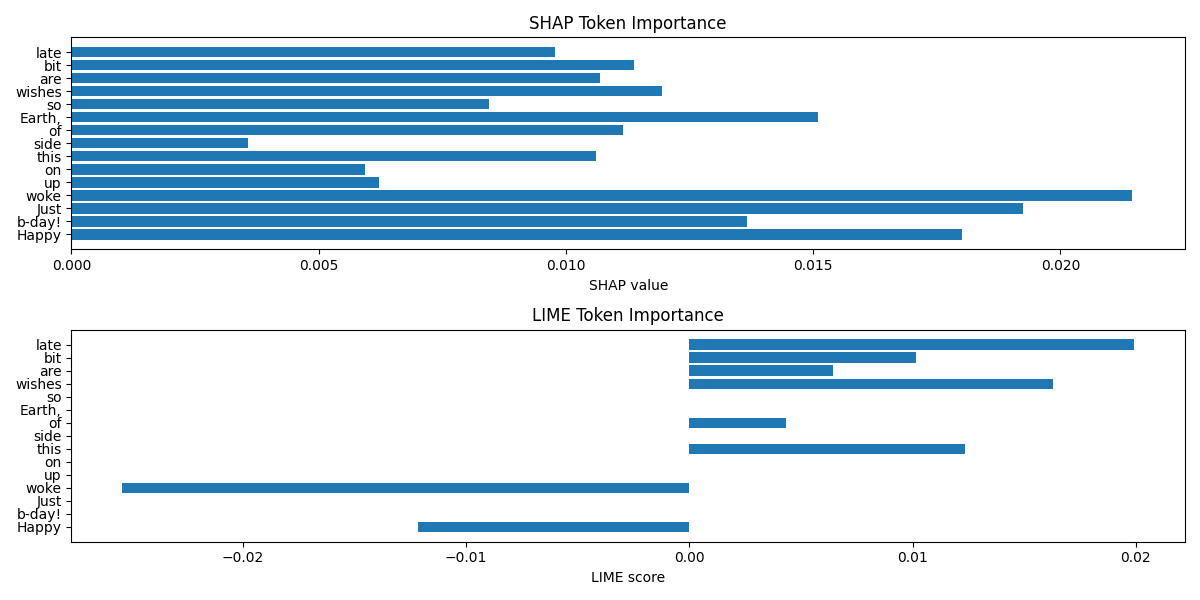 SHAP Token Importance
late
bit
are
wishes
so
Earth,
of
side
this
on
up
woke
Just
b-day!
Happy
0.000 0.005 0.010 0.015 0.020
SHAP value
LIME Token Importance
late
bit
are
wishes
so
Earth,
of
side
this
on
up
woke
Just
b-day!
Happy
−0.02 −0.01 0.00 0.01 0.02
LIME score